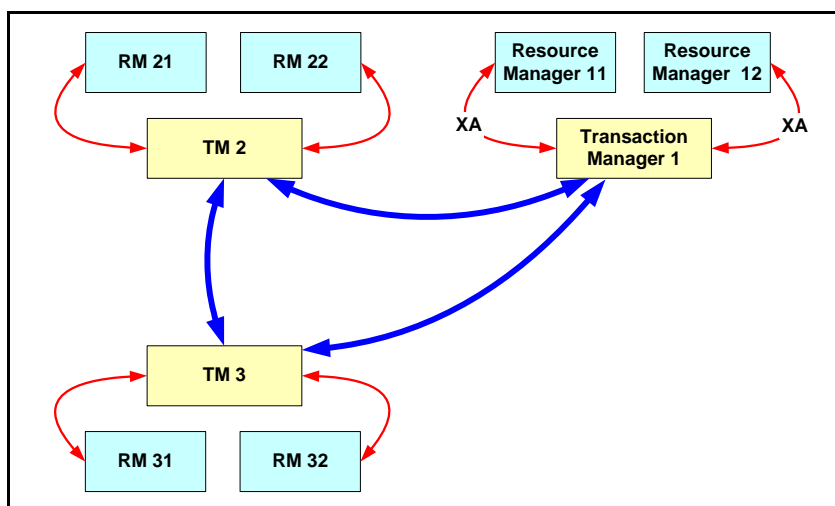 RM 21
RM 22
Resource
Manager 11
Resource
Manager  12
XA
XA
TM 2
Transaction
Manager 1
TM 3
RM 31
RM 32